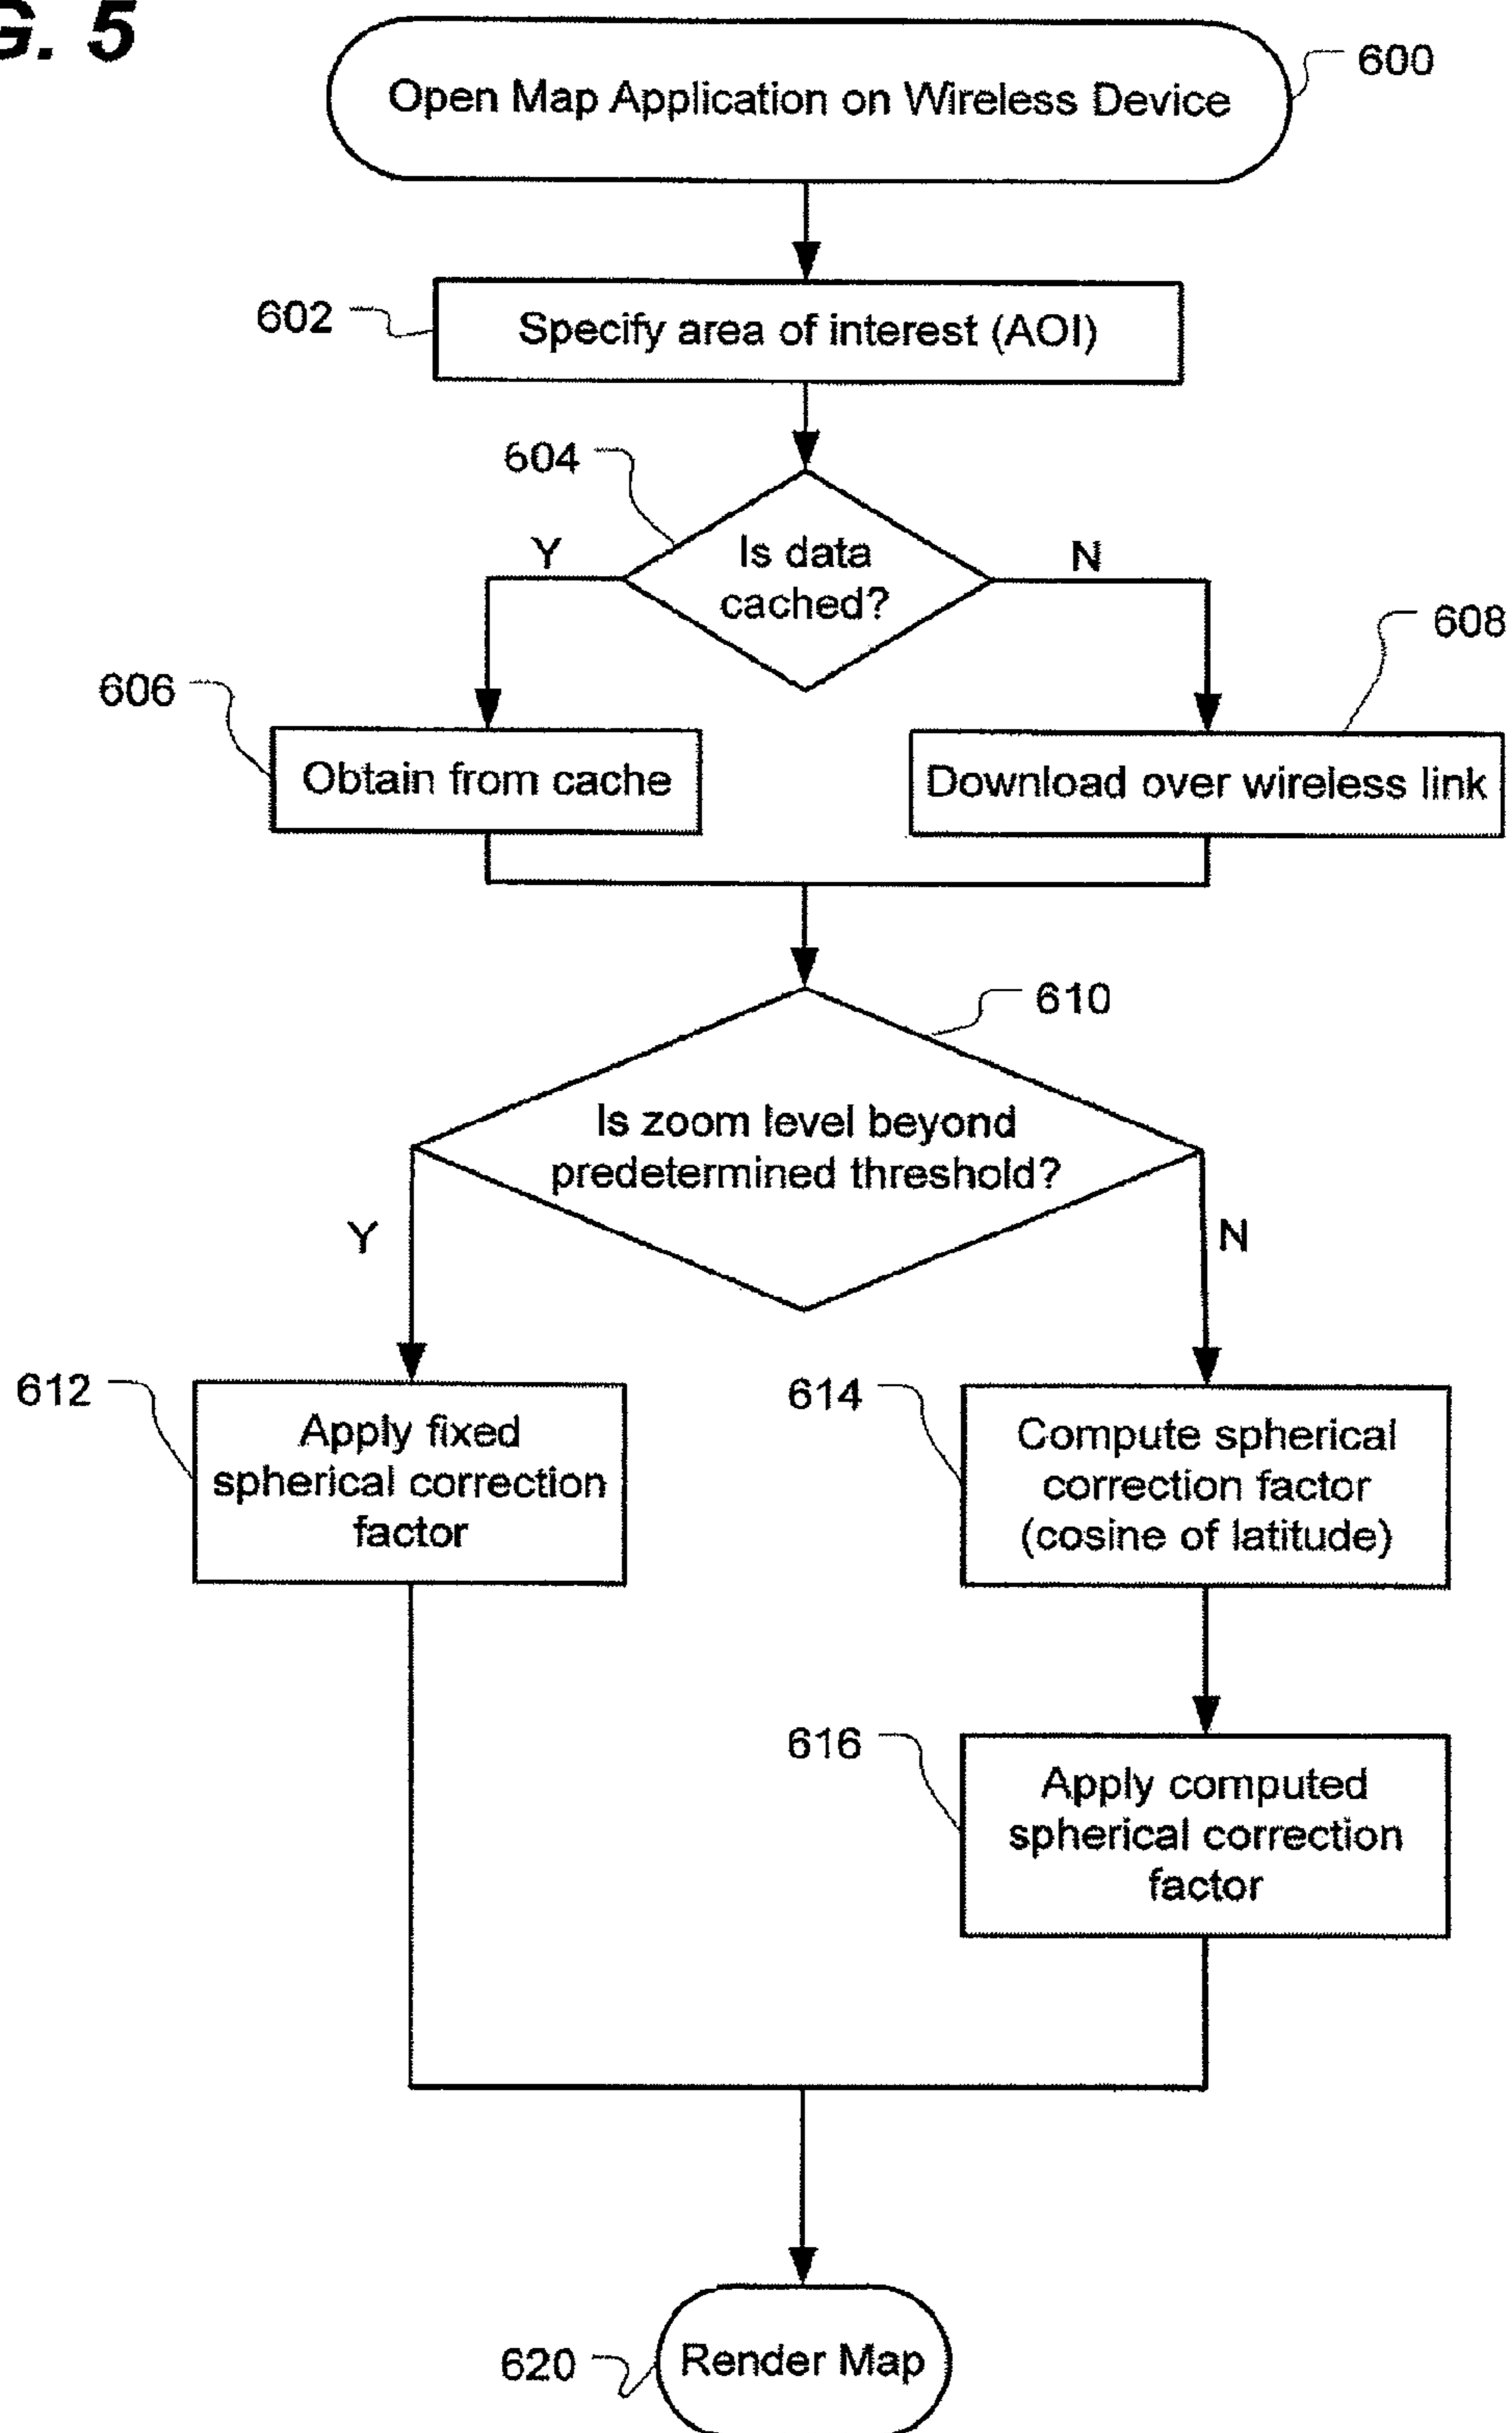 G. 5
Open Map Application on Wireless Device
600
602
Specify area of interest (AOI)
604
Is data
cached?
Y
N
606
608
Obtain from cache
Download over wireless link
610
Is zoom level beyond
predetermined threshold?
Y
N
612
Apply fixed
spherical correction
factor
614
Compute spherical
correction factor
(cosine of latitude)
616
Apply computed
spherical correction
factor
620
Render Map